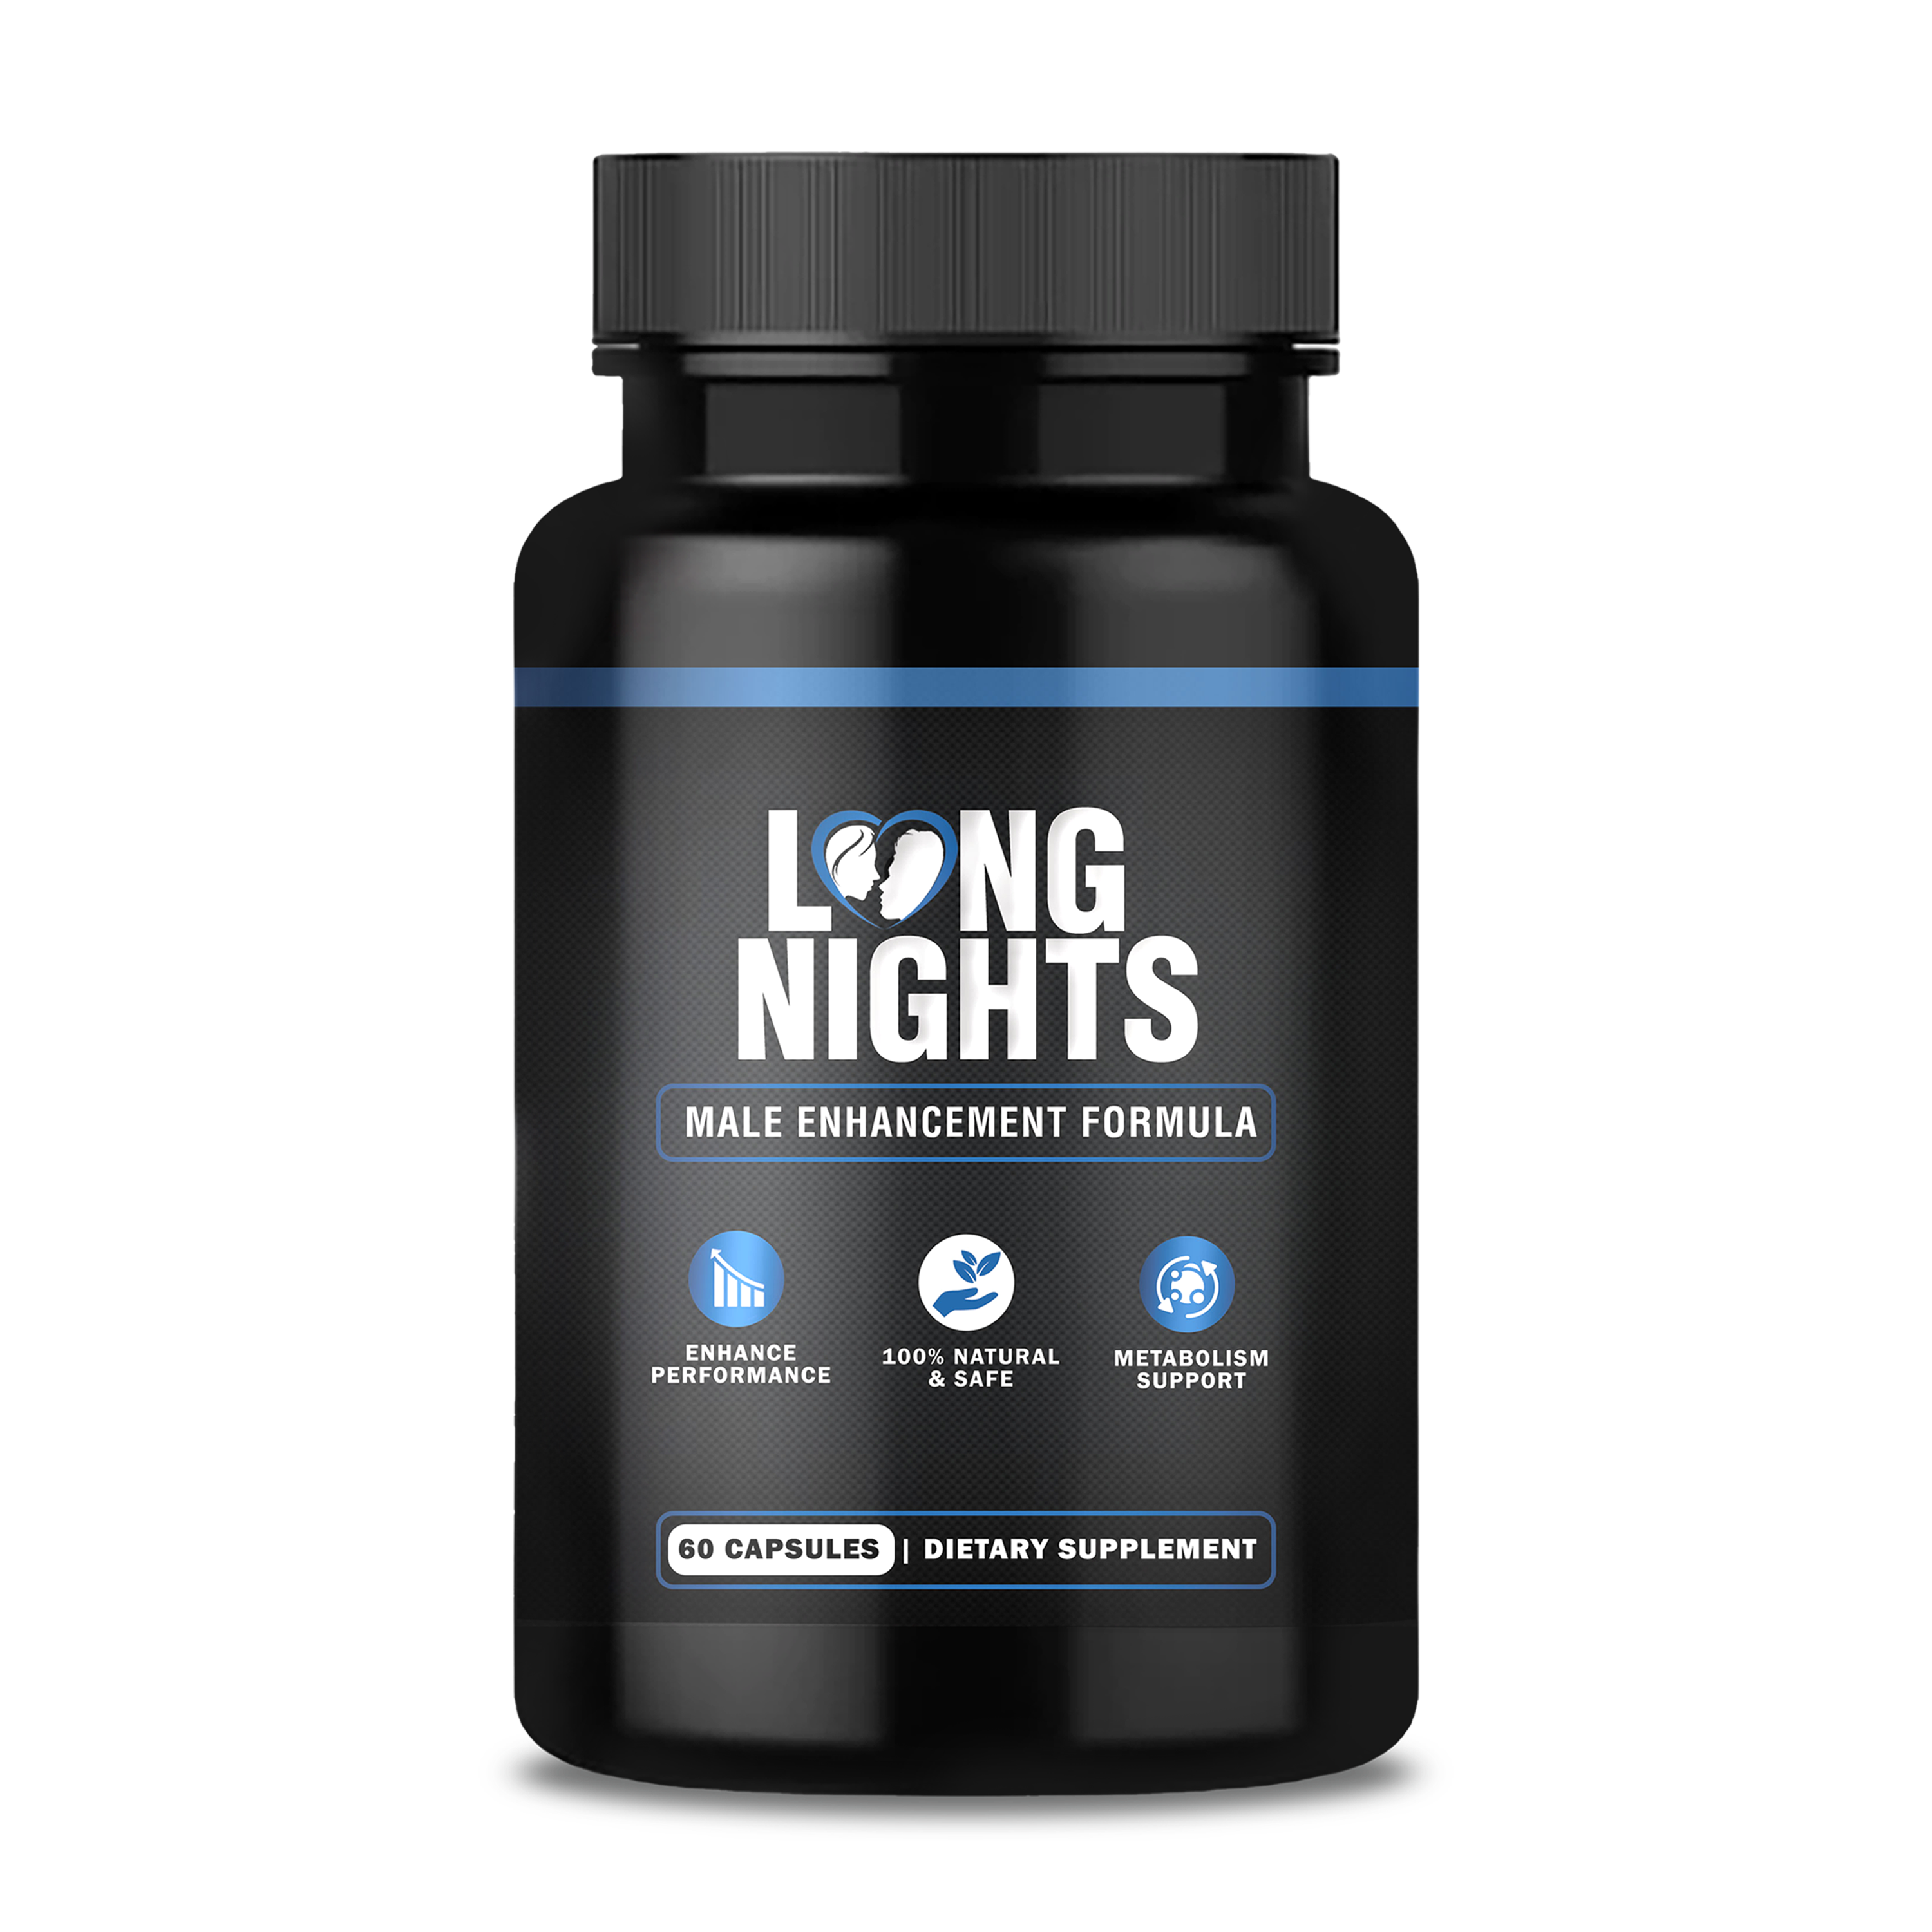 LONG
NIGHTS
MALE ENHANCEMENT FORMULA
ENHANCE
PERFORMANCE
100% NATURAL
& SAFE
METABOLISM
SUPPORT
60 CAPSULES | DIETARY SUPPLEMENT